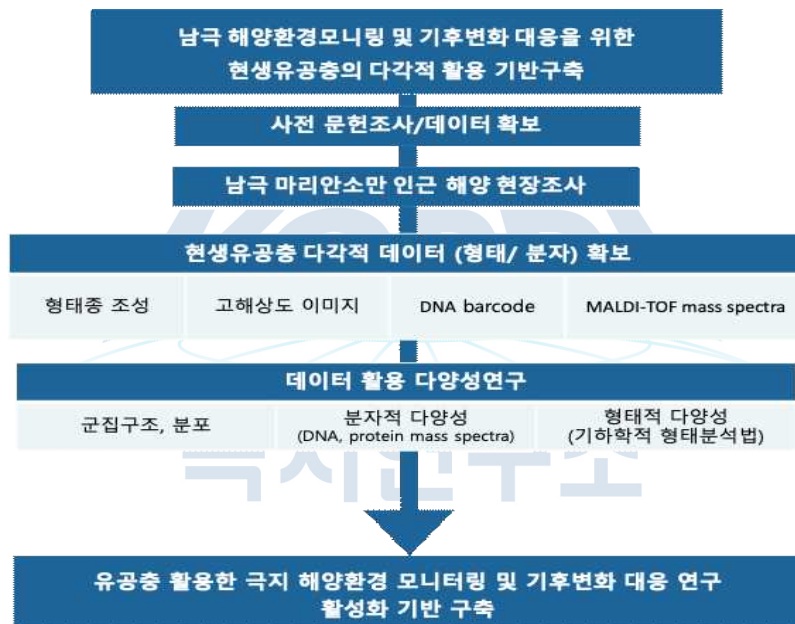 남극 해양환경모니링 및 기후변화 대응을 위한
현생유공충의 다각적 활용 기반구축
사전 문헌조사/데이터 확보
남극 마리안소만 인근 해양 현장조사
현생유공충 다각적 데이터 (형태/ 분자) 확보
형태종 조성 고해상도 이미지 DNA barcode MALDI-TOF mass spectra
데이터 활용 다양성연구
군집구조, 분포 분자적 다양성 형태적 다양성
(DNA, protein mass spectra) (기하학적 형태분석법)
극지연구소
유공충 활용한 극지 해양환경 모니터링 및 기후변화 대응 연구
활성화 기반 구축